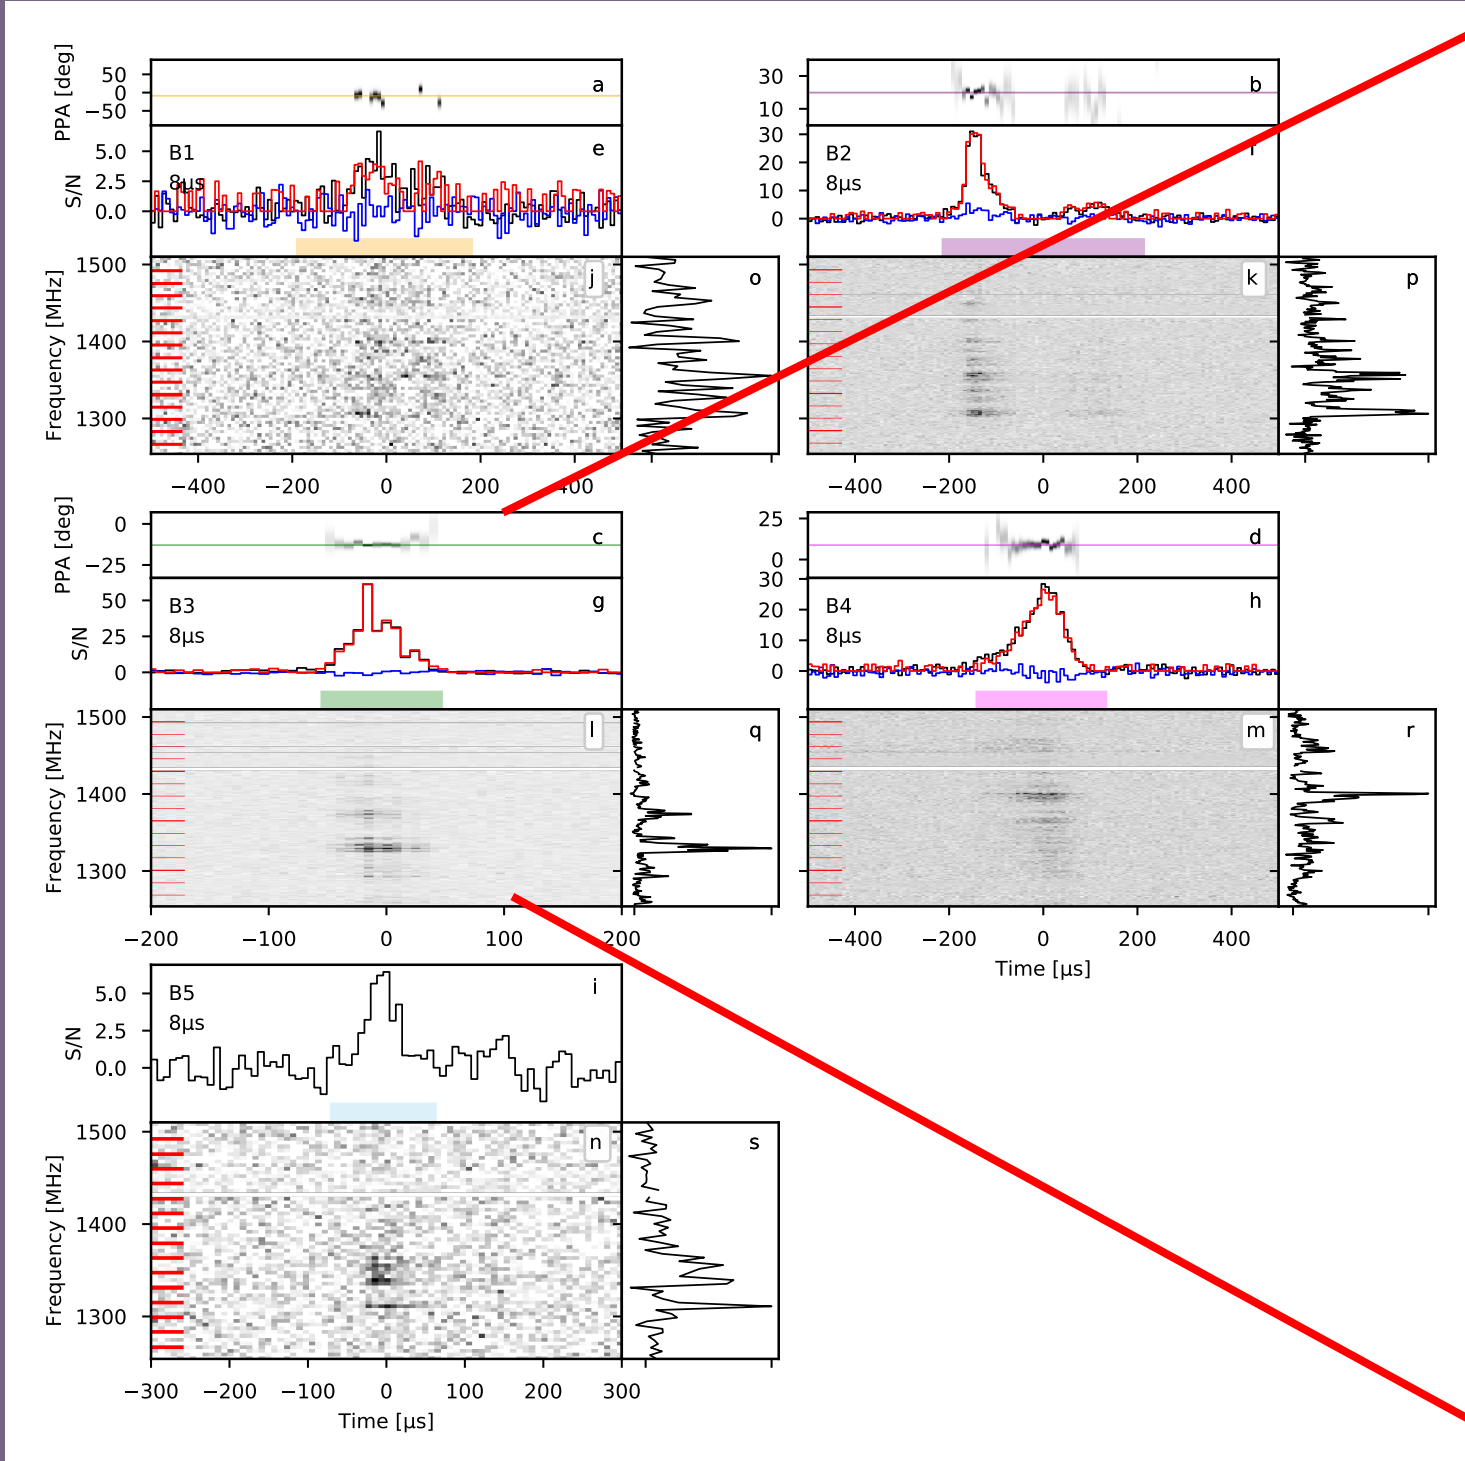 PPA [deg]
50
0
−50
a
30
10
b
S/N
5.0
2.5
0.0
B1
8µs
e
30
20
10
0
B2
8µs
Frequency [MHz]
1500
1400
1300
j
o
k
p
−400
−200
0
200
400
−400
−200
0
200
400
PPA [deg]
0
−25
c
25
0
d
S/N
50
25
0
B3
8µs
g
30
20
10
0
B4
8µs
h
Frequency [MHz]
1500
1400
1300
l
q
m
r
−200
−100
0
100
200
−400
−200
0
200
400
Time [µs]
S/N
5.0
2.5
0.0
B5
8µs
i
Frequency [MHz]
1500
1400
1300
n
s
−300
−200
−100
0
100
200
300
Time [µs]